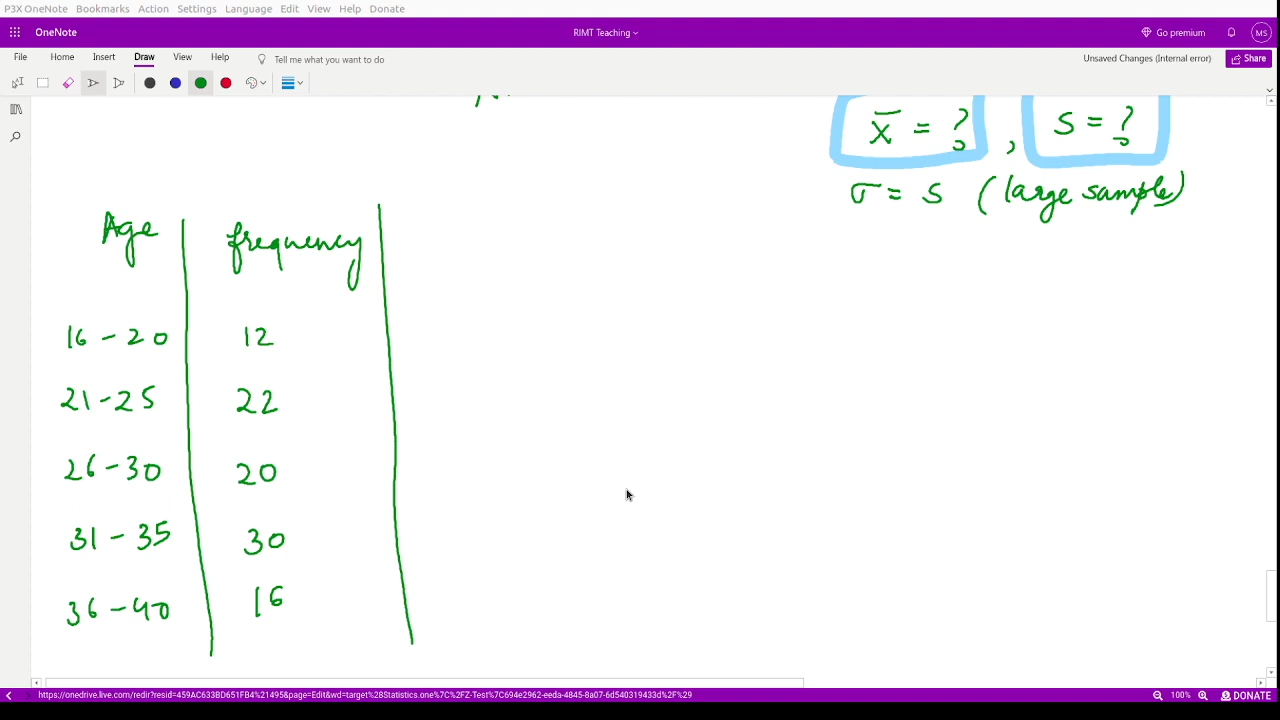 P3X OneNote Bookmarks Action Settings Language Edit View Help Donate
OneNote RIMT Teaching Go premium MS
File Home Insert Draw View Help Tell me what you want to do Unsaved Changes (Internal error) Share
X̄ = ? , S = ?
σ = S (large sample)
Age frequency
16 - 20 12
21 - 25 22
26 - 30 20
31 - 35 30
36 - 40 16
https://onedrive.live.com/redir?resid=459AC633BD651FB4%21495&page=Edit&wd=target%28Statistics.one%7C%2FZ-Test%7C694e2962-eeda-4845-8a07-6d540319433d%2F%29 100% DONATE